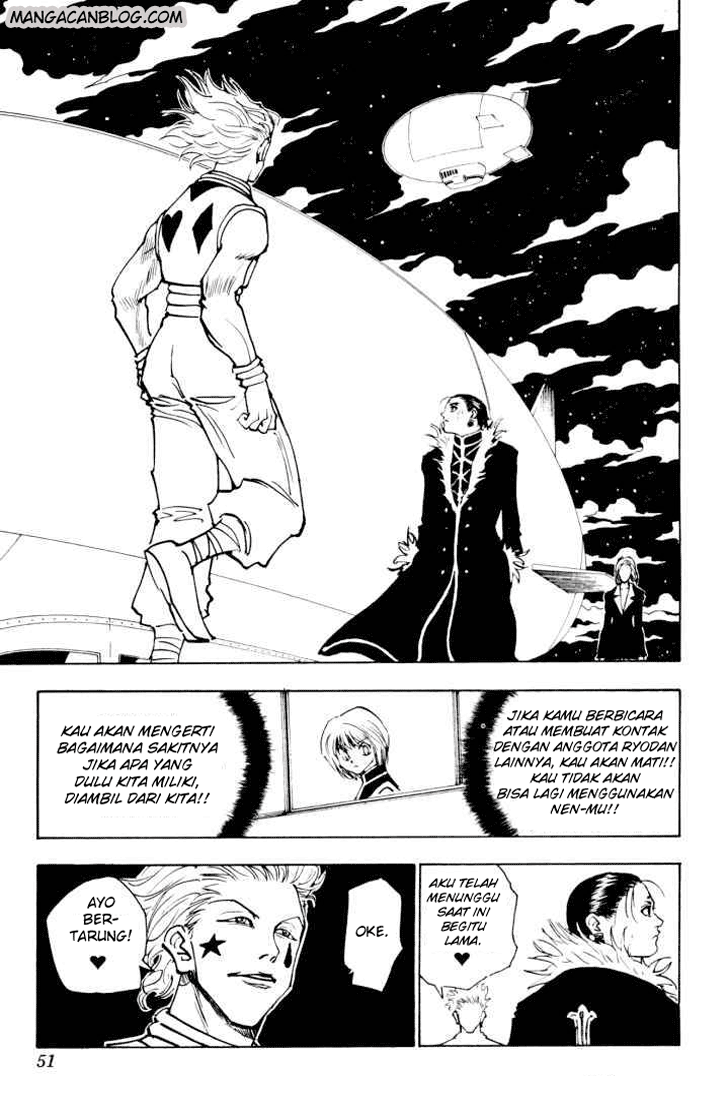 MANGACANBLOG.COM
JIKA KAMU BERBICARA
ATAU MEMBUAT KONTAK
DENGAN ANGGOTA RYODAN
LAINNYA, KAU AKAN MATI!!
KAU TIDAK AKAN
BISA LAGI MENGGUNAKAN
NEN-MU!!
KAU AKAN MENGERTI
BAGAIMANA SAKITNYA
JIKA APA YANG
DULU KITA MILIKI,
DIAMBIL DARI KITA!!
AKU TELAH
MENUNGGU
SAAT INI
BEGITU
LAMA.
♥
OKE.
AYO
BER-
TARUNG!
♥
51
MANGACANBLOG.COM